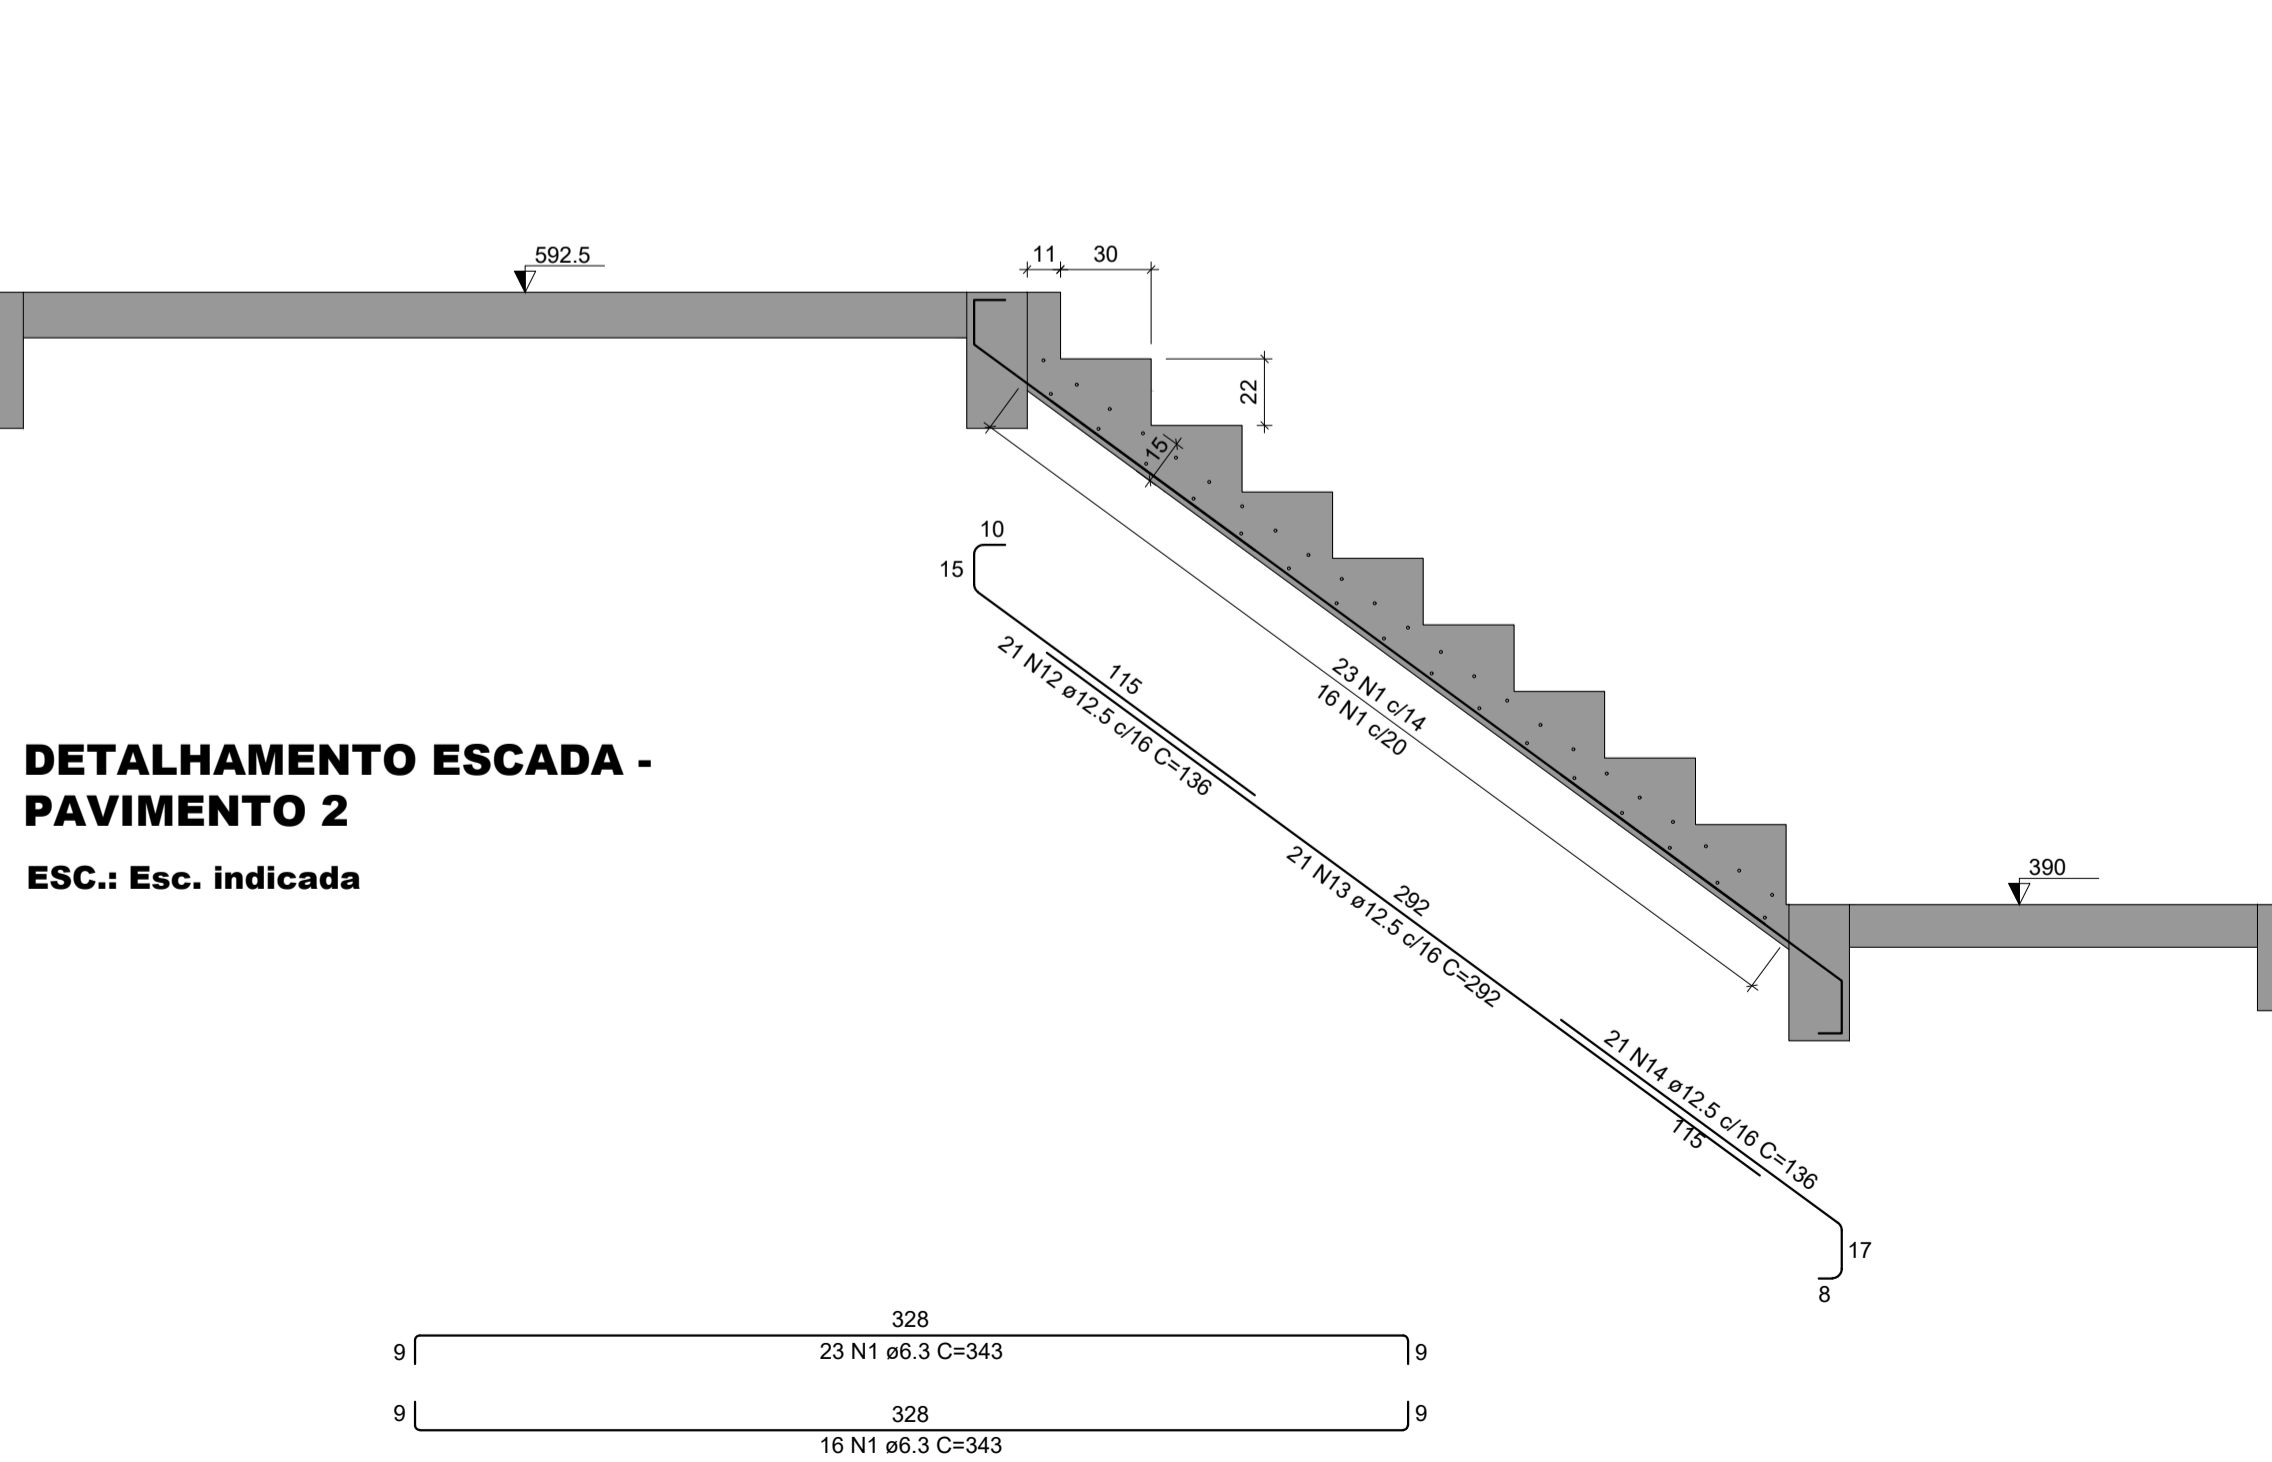 592.5
11
30
22
15
10
15
115
21 N12 ø12.5 c/16 C=136
23 N1 c/14
16 N1 c/20
DETALHAMENTO ESCADA -
PAVIMENTO 2
ESC.: Esc. indicada
390
292
21 N13 ø12.5 c/16 C=292
21 N14 ø12.5 c/16 C=136
115
17
8
328
9
23 N1 ø6.3 C=343
9
9
328
9
16 N1 ø6.3 C=343